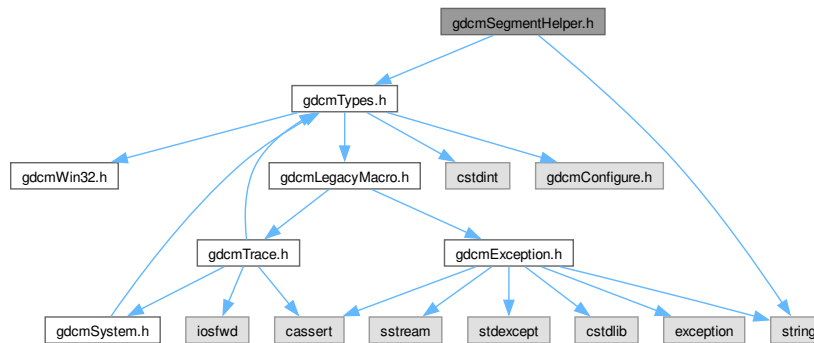 gdcmSegmentHelper.h
gdcmTypes.h
gdcmWin32.h
gdcmLegacyMacro.h
cstdint
gdcmConfigure.h
gdcmTrace.h
gdcmException.h
gdcmSystem.h
iosfwd
cassert
sstream
stdexcept
cstdlib
exception
string